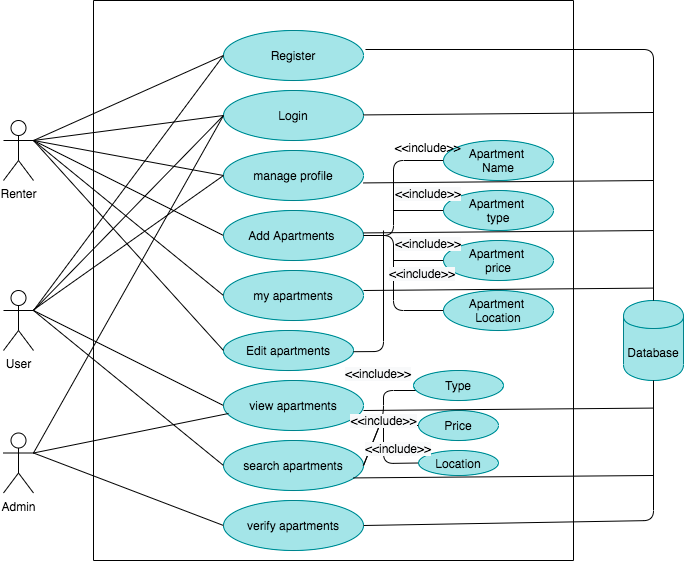 Register
Login
<<include>>
Apartment
Name
manage profile
Renter
<<include>>
Apartment
type
Add Apartments
<<include>>
Apartment
price
<<include>>
my apartments
Apartment
Location
Edit apartments
Database
User
<<include>>
Type
view apartments
<<include>>
Price
<<include>>
search apartments
Location
Admin
verify apartments